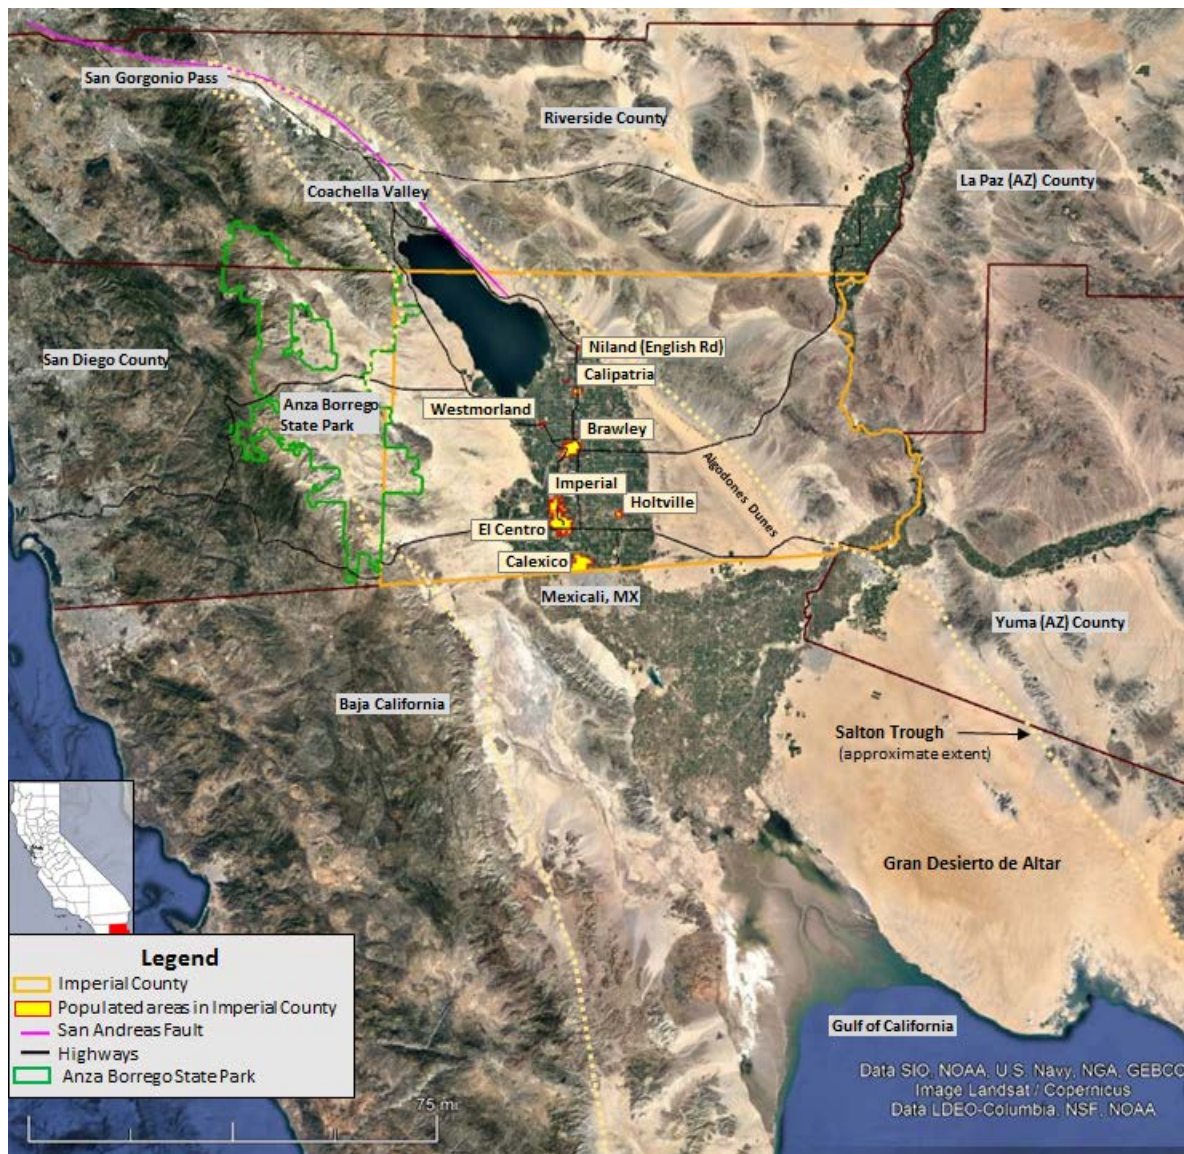 San Gorgonio Pass
Riverside County
La Paz (AZ) County
Coachella Valley
San Diego County
Niland (English Rd)
Calipatria
Anza Borrego
State Park
Westmorland
Brawley
Algodones Dunes
Imperial
Holtville
El Centro
Calexico
Mexicali, MX
Yuma (AZ) County
Baja California
Salton Trough
(approximate extent)
Gran Desierto de Altar
Legend
Imperial County
Populated areas in Imperial County
San Andreas Fault
Highways
Anza Borrego State Park
Gulf of California
Data SIO, NOAA, U.S. Navy, NGA, GEBCO
Image Landsat / Copernicus
Data LDEO-Columbia, NSF, NOAA
75 mi